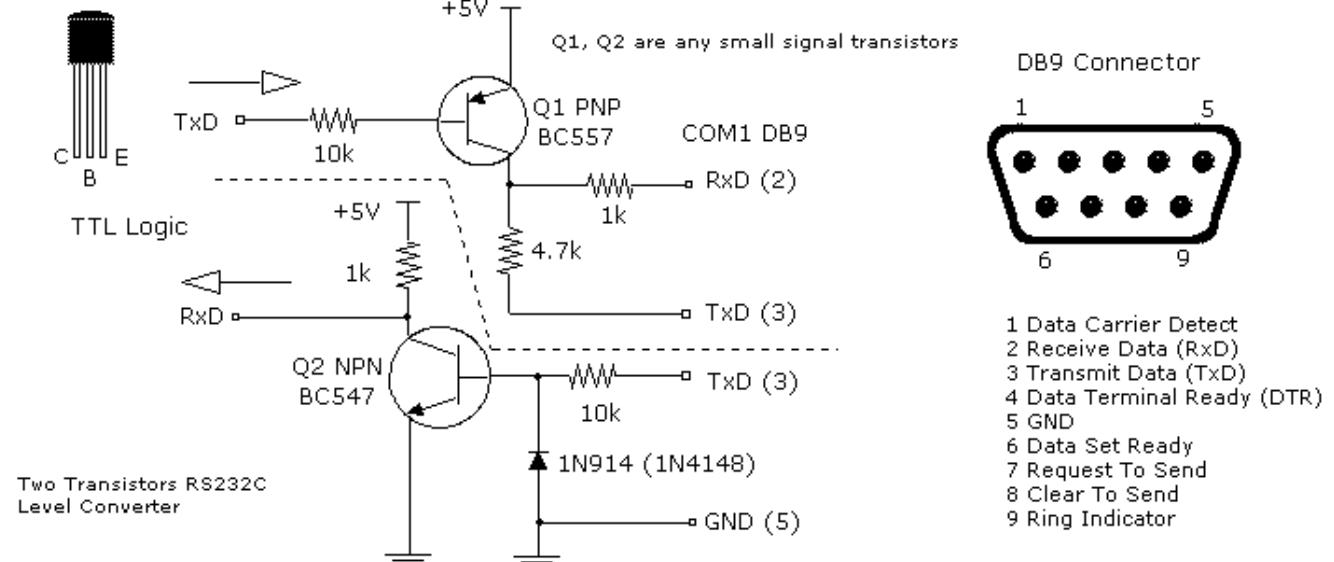 +5V
Q1, Q2 are any small signal transistors
DB9 Connector
1 5
TxD
10k
Q1 PNP
BC557
COM1 DB9
RxD (2)
1k
C B E
TTL Logic
+5V
1k
4.7k
6 9
RxD
TxD (3)
Q2 NPN
BC547
TxD (3)
10k
1N914 (1N4148)
GND (5)
Two Transistors RS232C
Level Converter
1 Data Carrier Detect
2 Receive Data (RxD)
3 Transmit Data (TxD)
4 Data Terminal Ready (DTR)
5 GND
6 Data Set Ready
7 Request To Send
8 Clear To Send
9 Ring Indicator